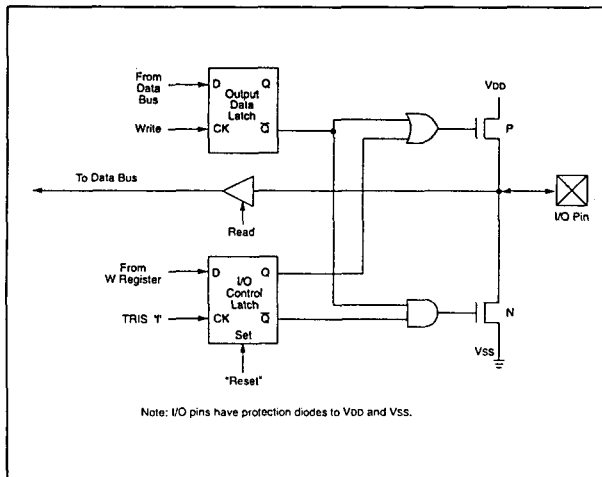 From
Data
Bus
D
Q
Output
Data
Latch
Write
CK
Q̅
VDD
P
To Data Bus
I/O Pin
Read
From
W Register
D
Q
I/O
Control
Latch
TRIS 'f'
CK
Q̅
Set
N
VSS
"Reset"
Note: I/O pins have protection diodes to VDD and VSS.